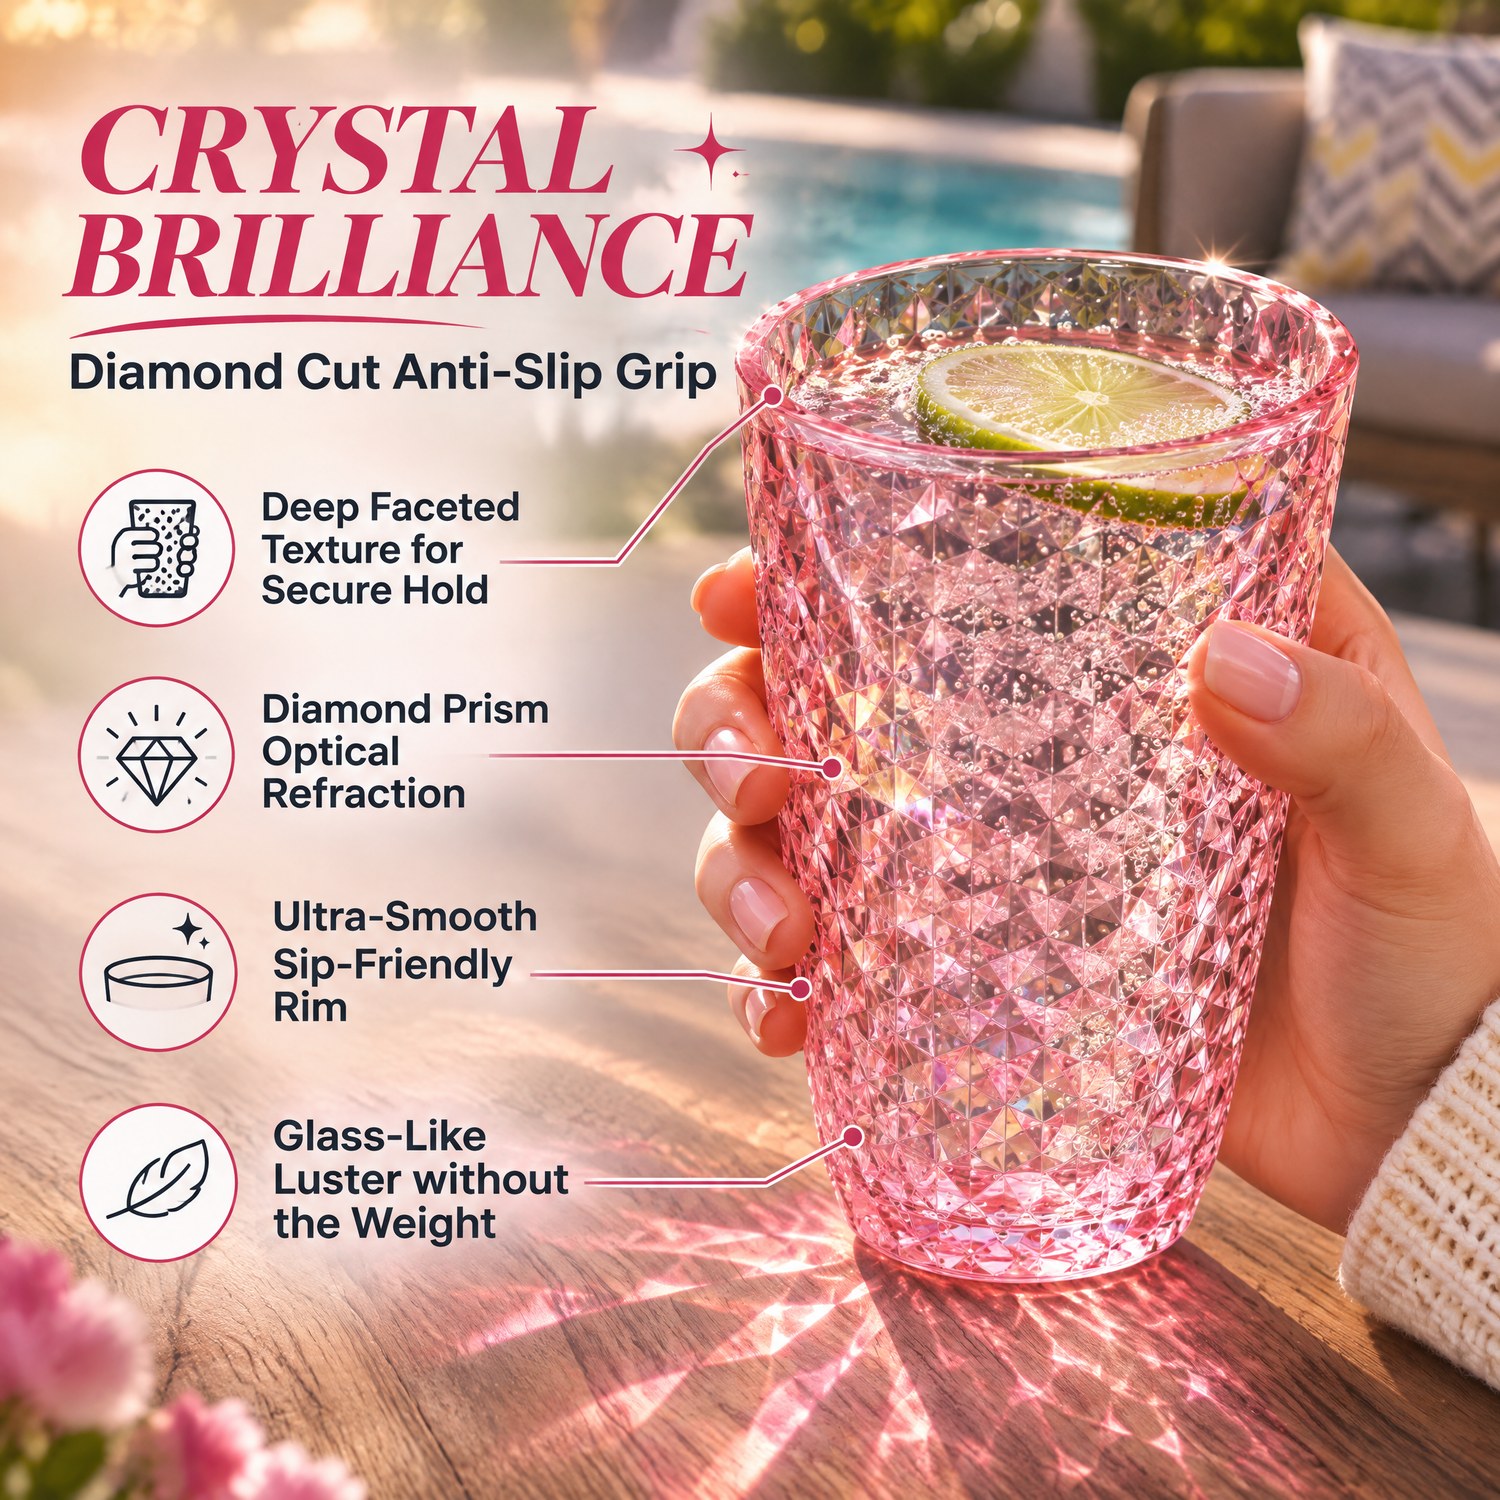 CRYSTAL
BRILLIANCE
Diamond Cut Anti-Slip Grip
Deep Faceted
Texture for
Secure Hold
Diamond Prism
Optical
Refraction
Ultra-Smooth
Sip-Friendly
Rim
Glass-Like
Luster without
the Weight